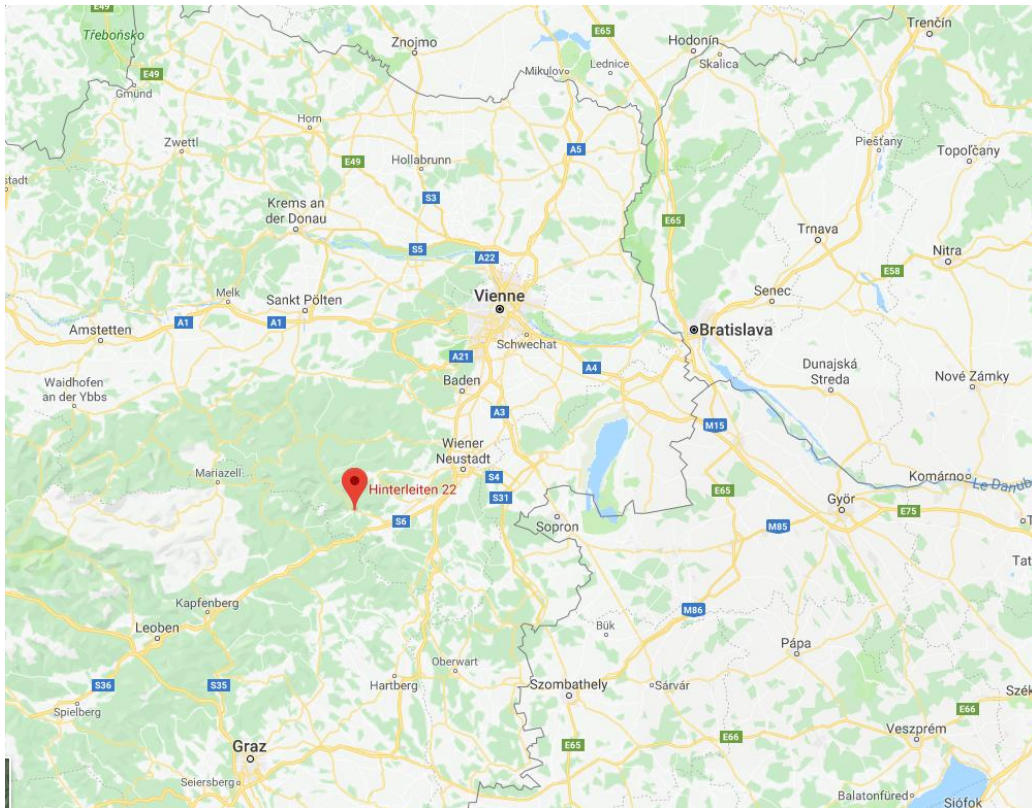 Třeboňsko
E49
Gmünd
Znojmo
E65
Hodonín
Skalica
Trenčín
Mikulov
Lednice
E49
Horn
Zwettl
E49
Hollabrunn
A5
Piešťany
Topoľčany
stadt
S3
Krems an
der Donau
E65
Trnava
S5
A22
Nitra
E58
Melk
Sankt Pölten
Vienne
Senec
Amstetten
A1
A1
Schwechat
Bratislava
A21
A4
Waidhofen
an der Ybbs
Baden
Dunajská
Streda
Nové Zámky
A3
M15
Wiener
Neustadt
Mariazell
S4
Hinterleiten 22
S31
E65
Komárno
Le Danub
S6
Sopron
Győr
E75
M85
Tat
Kapfenberg
M86
Leoben
Bük
Pápa
Oberwart
S36
S35
Hartberg
Szombathely
Sárvár
Szék
Spielberg
E66
E65
E66
Veszprém
Graz
Seiersberg
Balatonfüred
Siófok